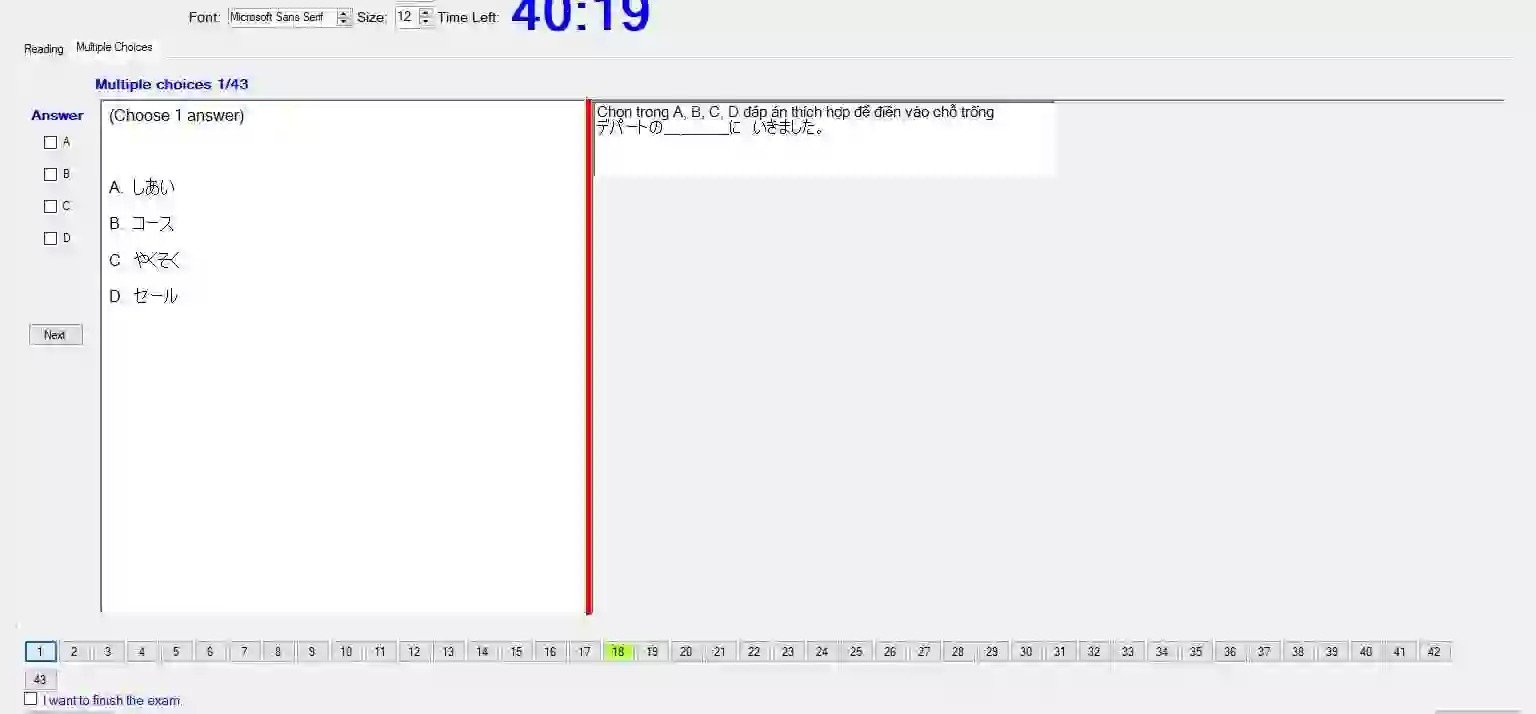 Font: Microsoft Sans Serif Size: 12 Time Left: 40:19
Reading Multiple Choices
Multiple choices 1/43
Answer
A
B
C
D
Next
(Choose 1 answer)
A. しあい
B. コース
C やくそく
D セール
Chọn trong A, B, C, D đáp án thích hợp để điền vào chỗ trống
デパートの________に いきました。
1 2 3 4 5 6 7 8 9 10 11 12 13 14 15 16 17 18 19 20 21 22 23 24 25 26 27 28 29 30 31 32 33 34 35 36 37 38 39 40 41 42
43
I want to finish the exam